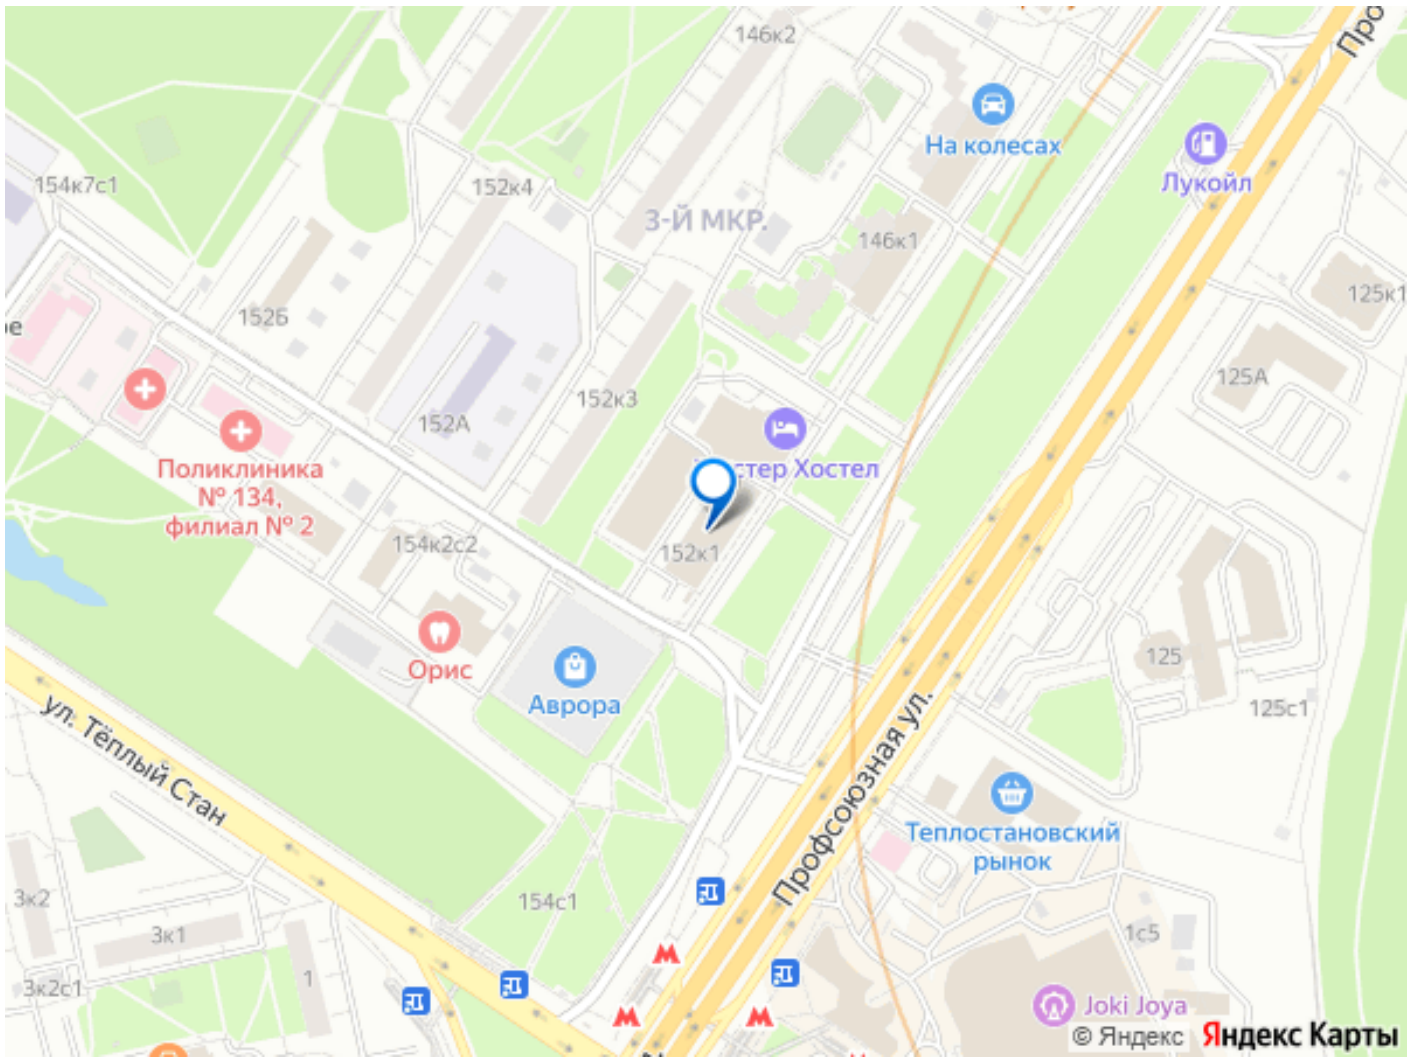 146к2
Про
На колесах
Лукойл
154к7с1
152к4
3-Й МКР.
146к1
125к1
152Б
125А
152к3
152А
Хостел
Поликлиника
№ 134,
филиал № 2
154к2с2
152к1
Орис
Аврора
125
125с1
ул. Тёплый Стан
Профсоюзная ул.
Теплостановский
рынок
3к2
3к1
154с1
1с5
1
3к2с1
Joki Joya
© Яндекс
Яндекс Карты